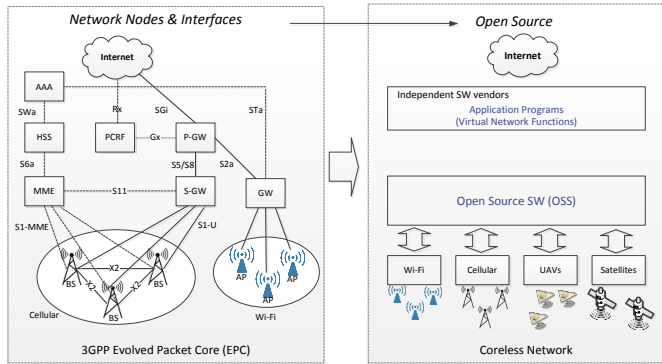 Network Nodes & Interfaces
Open Source
Internet
Internet
AAA
Rx
SGi
STa
SWa
HSS
PCRF
Gx
P-GW
S6a
S5/S8
S2a
MME
S11
S-GW
GW
S1-MME
S1-U
X2
BS
BS
X2
X2
BS
Cellular
AP
AP
AP
Wi-Fi
3GPP Evolved Packet Core (EPC)
Independent SW vendors
Application Programs
(Virtual Network Functions)
Open Source SW (OSS)
Wi-Fi
Cellular
UAVs
Satellites
Coreless Network